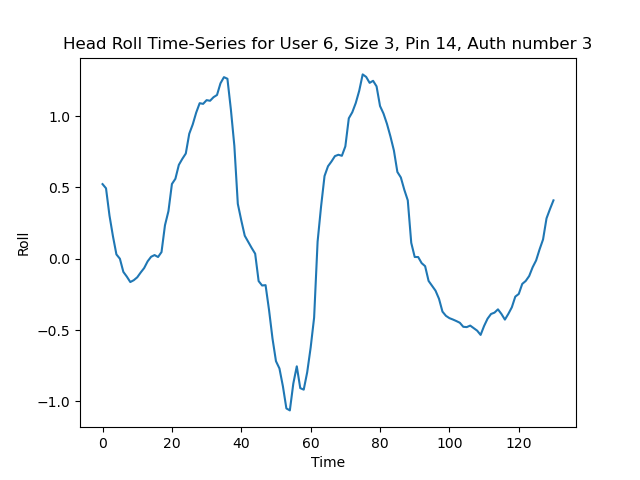 Head Roll Time-Series for User 6, Size 3, Pin 14, Auth number 3
1.0
0.5
0.0
−0.5
−1.0
Roll
0 20 40 60 80 100 120
Time